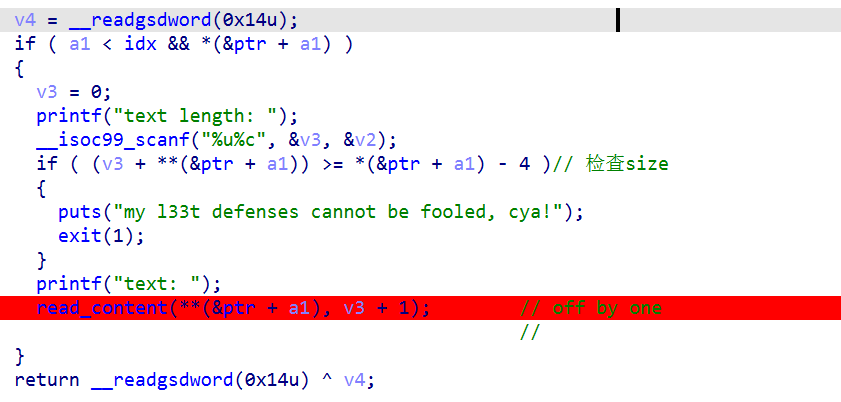 v4 = __readgsdword(0x14u);
if ( a1 < idx && *(&ptr + a1) )
{
v3 = 0;
printf("text length: ");
__isoc99_scanf("%u%c", &v3, &v2);
if ( (v3 + **(&ptr + a1)) >= *(&ptr + a1) - 4 )// 检查size
{
puts("my l33t defenses cannot be fooled, cya!");
exit(1);
}
printf("text: ");
read_content(**(&ptr + a1), v3 + 1); // off by one
//
}
return __readgsdword(0x14u) ^ v4;